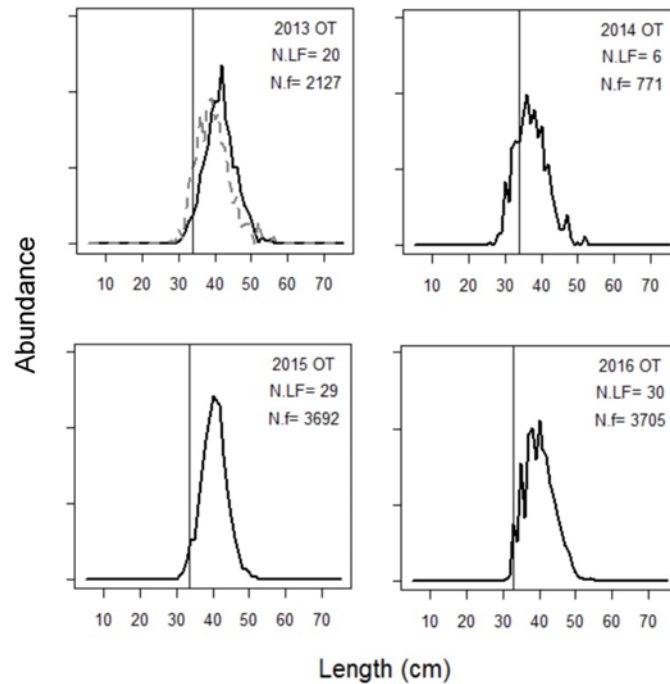 2013 OT
N.LF= 20
N.f= 2127
10 20 30 40 50 60 70
2014 OT
N.LF= 6
N.f= 771
10 20 30 40 50 60 70
Abundance
2015 OT
N.LF= 29
N.f= 3692
10 20 30 40 50 60 70
2016 OT
N.LF= 30
N.f= 3705
10 20 30 40 50 60 70
Length (cm)